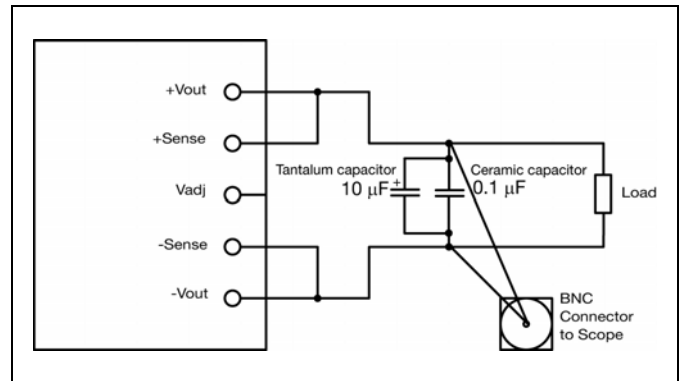 +Vout
+Sense
Vadj
-Sense
-Vout
Tantalum capacitor
10 µF
+
Ceramic capacitor
0.1 µF
Load
BNC
Connector
to Scope